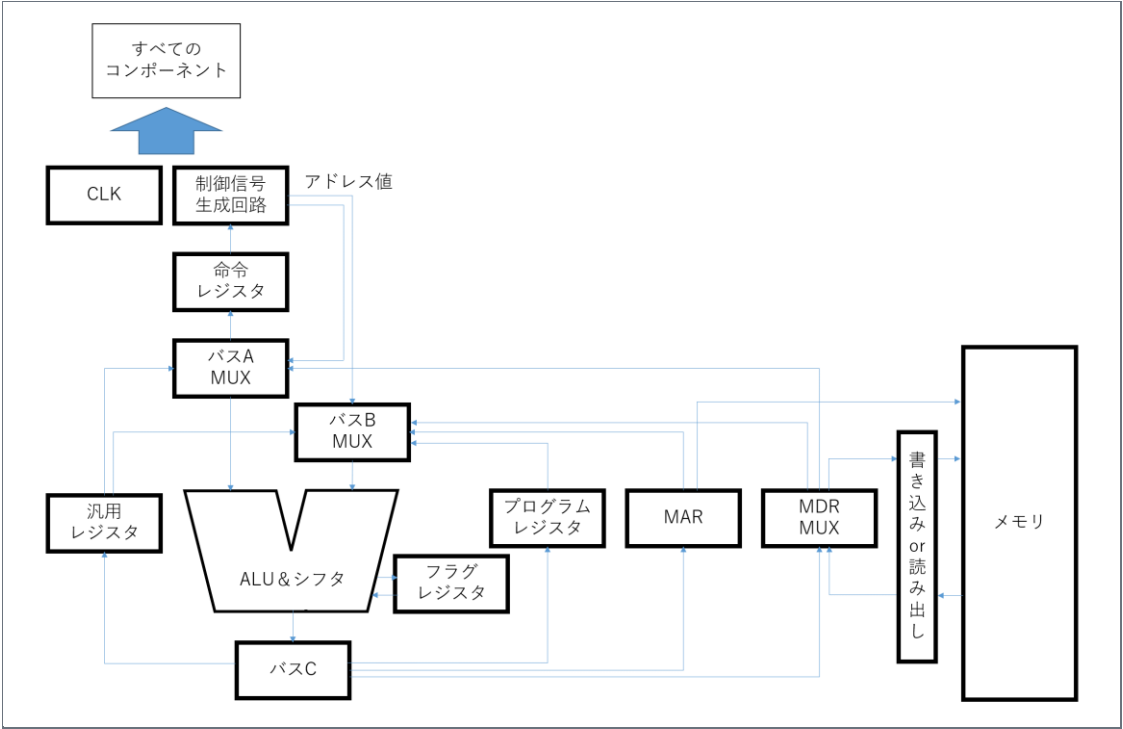 すべての
コンポーネント
CLK
制御信号
生成回路
アドレス値
命令
レジスタ
バスA
MUX
バスB
MUX
汎用
レジスタ
ALU＆シフタ
フラグ
レジスタ
プログラム
レジスタ
MAR
MDR
MUX
書き込みor読み出し
メモリ
バスC